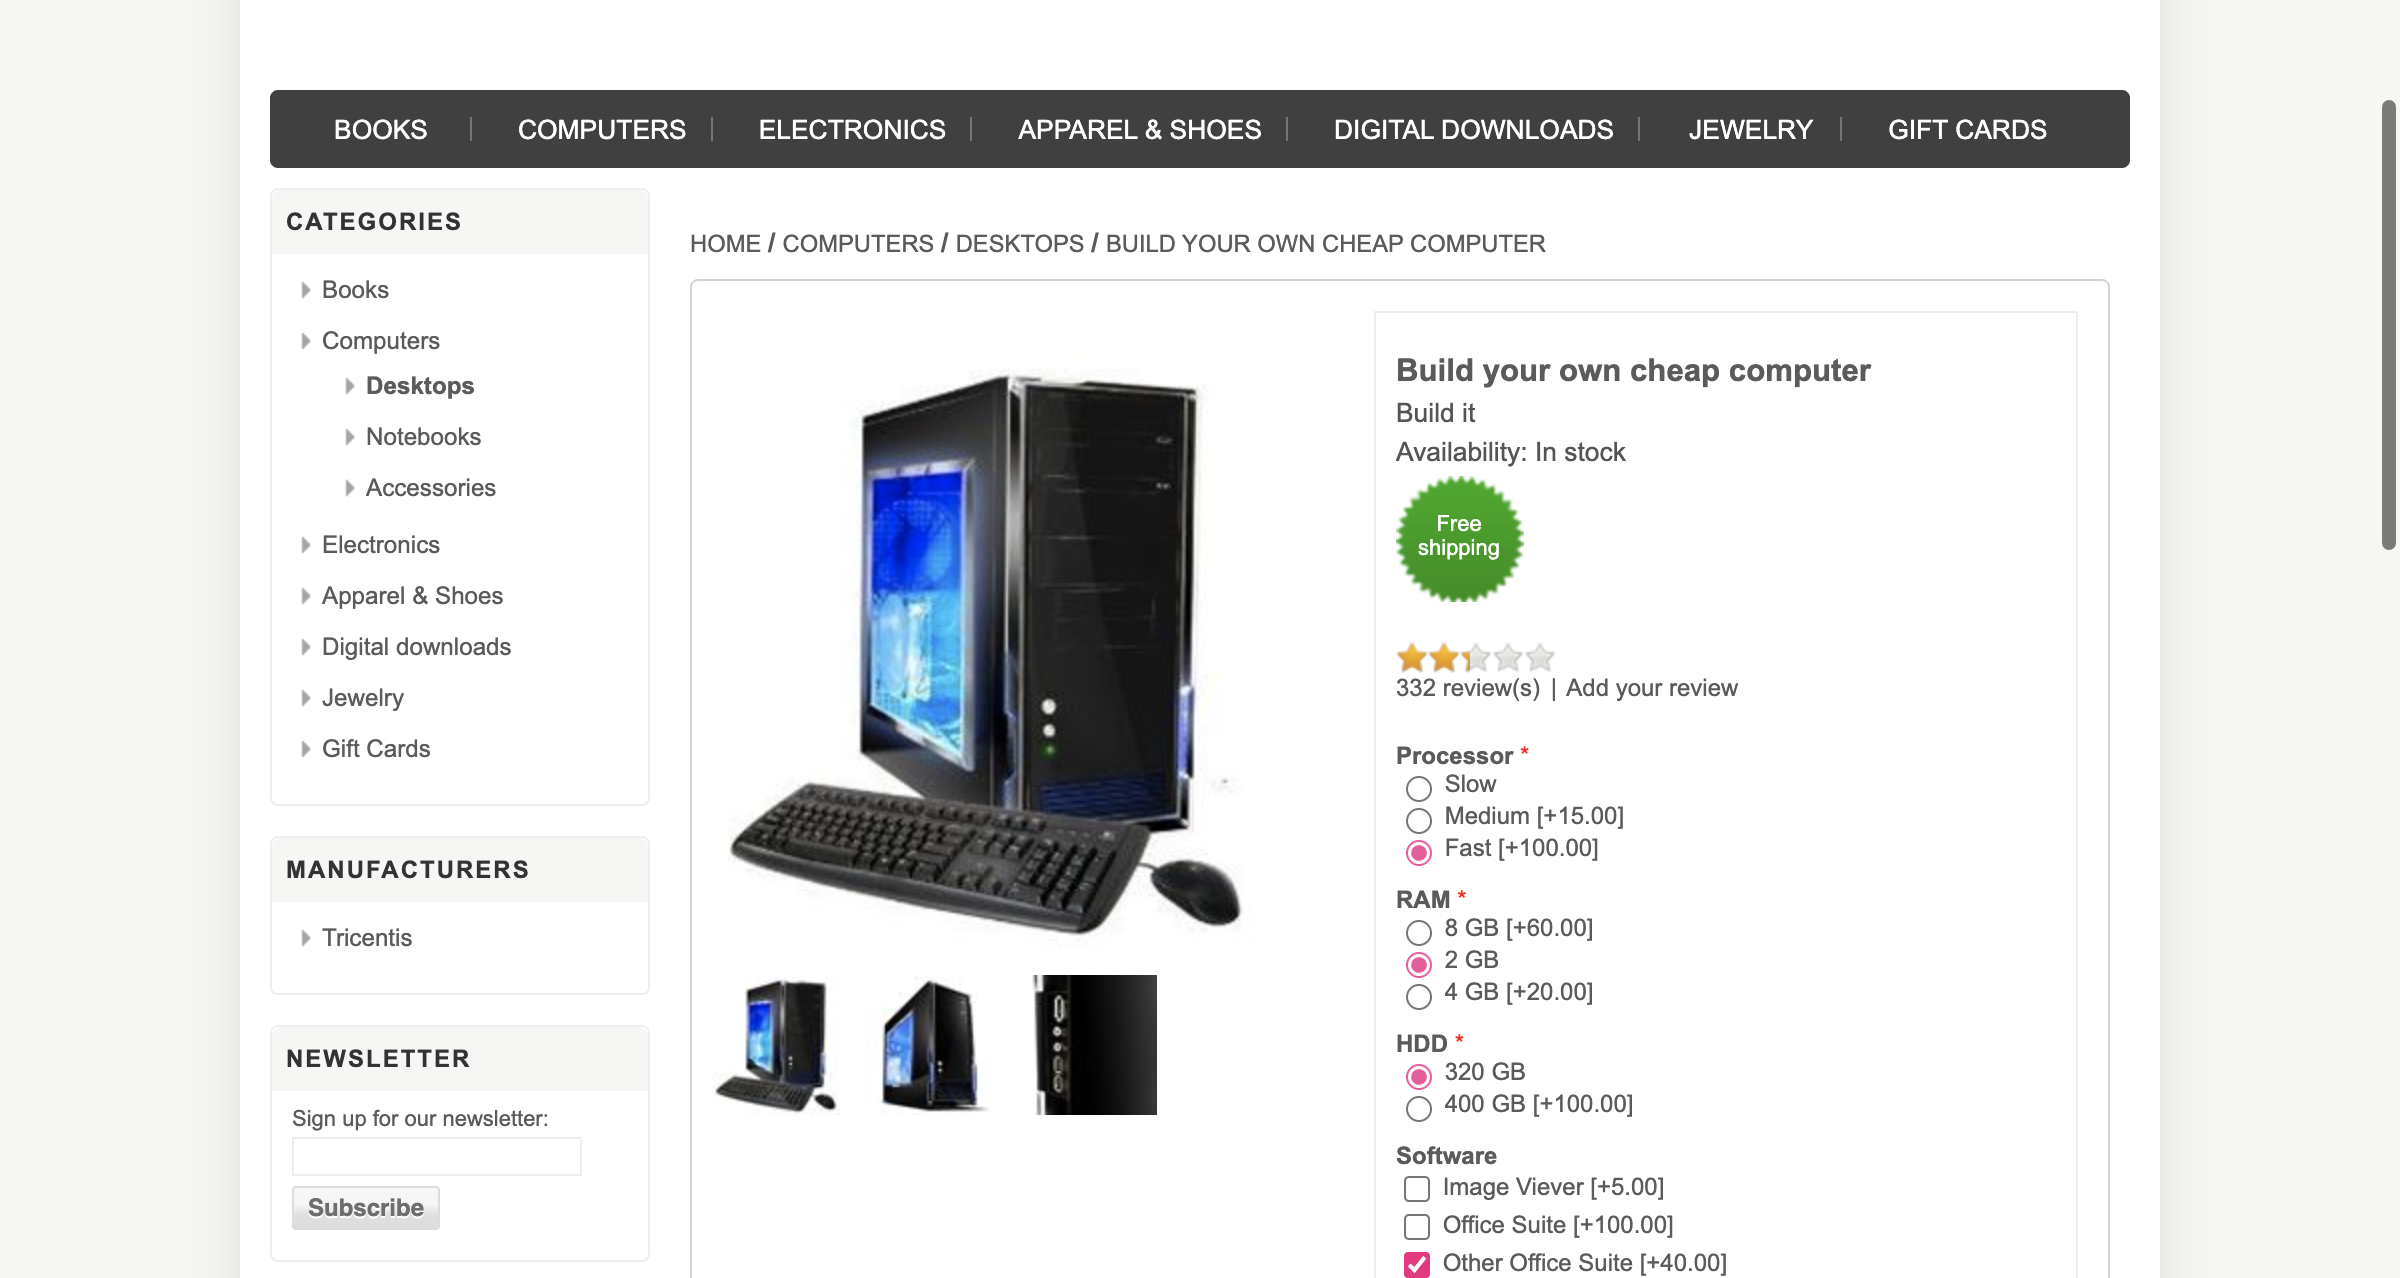 BOOKS COMPUTERS ELECTRONICS APPAREL & SHOES DIGITAL DOWNLOADS JEWELRY GIFT CARDS
CATEGORIES
Books
Computers
Desktops
Notebooks
Accessories
Electronics
Apparel & Shoes
Digital downloads
Jewelry
Gift Cards
MANUFACTURERS
Tricentis
NEWSLETTER
Sign up for our newsletter:
Subscribe
HOME / COMPUTERS / DESKTOPS / BUILD YOUR OWN CHEAP COMPUTER
Build your own cheap computer
Build it
Availability: In stock
Free
shipping
332 review(s) | Add your review
Processor *
Slow
Medium [+15.00]
Fast [+100.00]
RAM *
8 GB [+60.00]
2 GB
4 GB [+20.00]
HDD *
320 GB
400 GB [+100.00]
Software
Image Viever [+5.00]
Office Suite [+100.00]
Other Office Suite [+40.00]